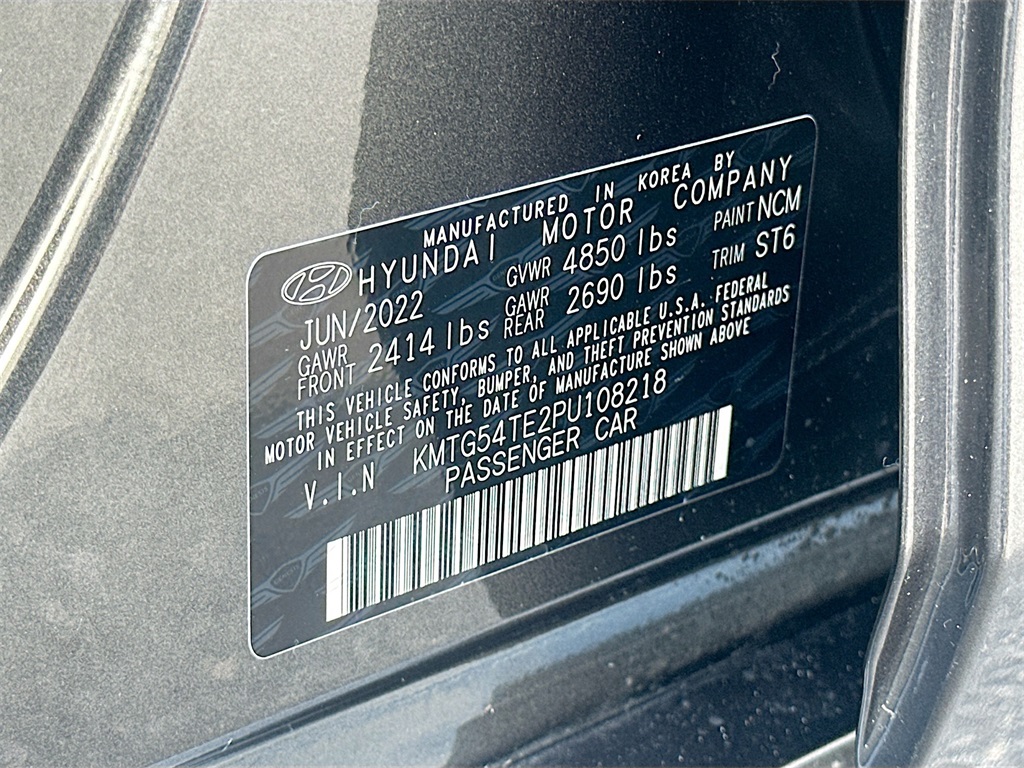 MANUFACTURED IN KOREA BY
HYUNDAI MOTOR COMPANY
JUN/2022 GVWR 4850 lbs PAINT NCM
GAWR FRONT 2414 lbs GAWR REAR 2690 lbs TRIM ST6
THIS VEHICLE CONFORMS TO ALL APPLICABLE U.S.A. FEDERAL
MOTOR VEHICLE SAFETY, BUMPER, AND THEFT PREVENTION STANDARDS
IN EFFECT ON THE DATE OF MANUFACTURE SHOWN ABOVE
V.I.N KMTG54TE2PU108218
PASSENGER CAR